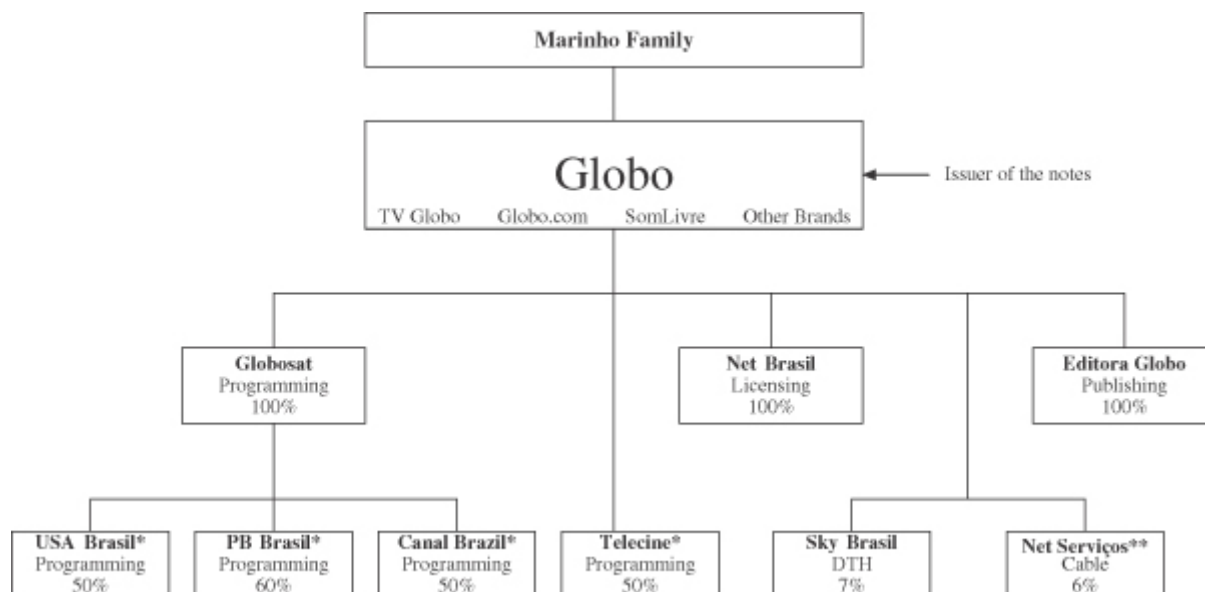 Marinho Family
Globo
Issuer of the notes
TV Globo Globo.com SomLivre Other Brands
Globosat
Programming
100%
Net Brasil
Licensing
100%
Editora Globo
Publishing
100%
USA Brasil*
Programming
50%
PB Brasil*
Programming
60%
Canal Brazil*
Programming
50%
Telecine*
Programming
50%
Sky Brasil
DTH
7%
Net Serviços**
Cable
6%